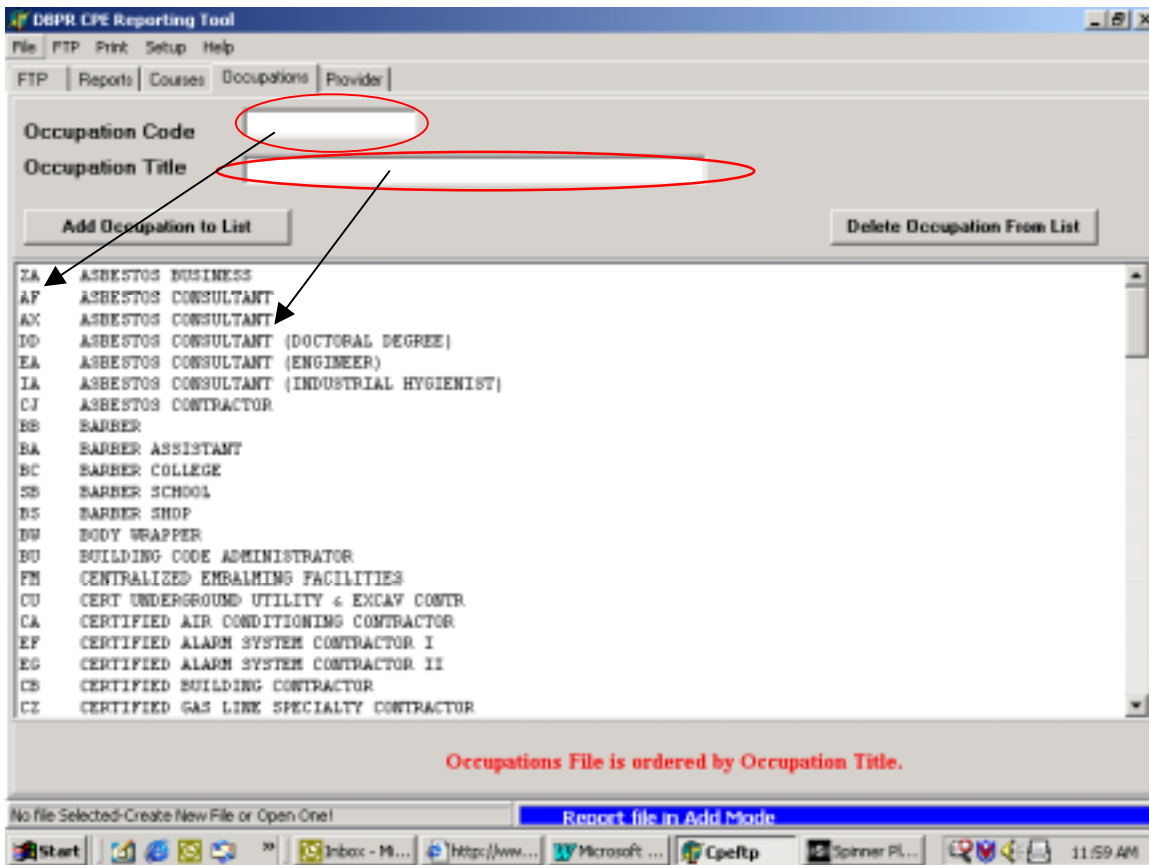 DBPR CPE Reporting Tool
File FTP Print Setup Help
FTP Reports Courses Occupations Provider
Occupation Code
Occupation Title
Add Occupation to List Delete Occupation From List
ZA ASBESTOS BUSINESS
AF ASBESTOS CONSULTANT
AX ASBESTOS CONSULTANT
DD ASBESTOS CONSULTANT (DOCTORAL DEGREE)
EA ASBESTOS CONSULTANT (ENGINEER)
IA ASBESTOS CONSULTANT (INDUSTRIAL HYGIENIST)
CJ ASBESTOS CONTRACTOR
BB BARBER
BA BARBER ASSISTANT
BC BARBER COLLEGE
SB BARBER SCHOOL
BS BARBER SHOP
BW BODY WRAPPER
BU BUILDING CODE ADMINISTRATOR
FM CENTRALIZED EMBALMING FACILITIES
CU CERT UNDERGROUND UTILITY & EXCAV CONTR
CA CERTIFIED AIR CONDITIONING CONTRACTOR
EF CERTIFIED ALARM SYSTEM CONTRACTOR I
EG CERTIFIED ALARM SYSTEM CONTRACTOR II
CB CERTIFIED BUILDING CONTRACTOR
CZ CERTIFIED GAS LINE SPECIALTY CONTRACTOR
Occupations File is ordered by Occupation Title.
No file Selected-Create New File or Open One! Report file in Add Mode
Start » Inbox - Mi... http://ww... Microsoft ... Cpeftp Spinner Pl... 11:59 AM